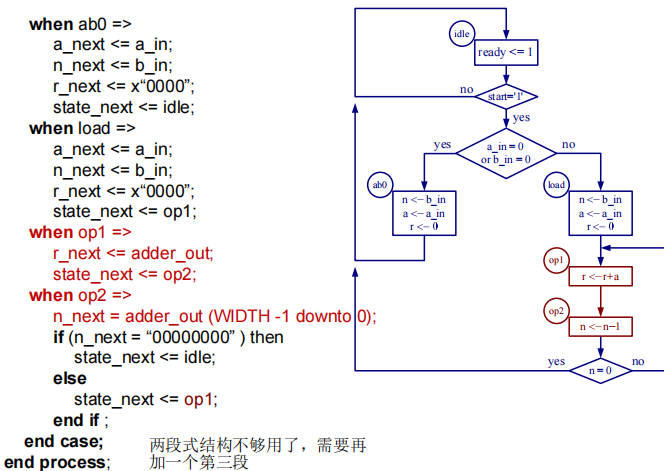 when ab0 =>
a_next <= a_in;
n_next <= b_in;
r_next <= x“0000”;
state_next <= idle;
when load =>
a_next <= a_in;
n_next <= b_in;
r_next <= x“0000”;
state_next <= op1;
when op1 =>
r_next <= adder_out;
state_next <= op2;
when op2 =>
n_next = adder_out (WIDTH -1 downto 0);
if (n_next = “00000000” ) then
state_next <= idle;
else
state_next <= op1;
end if ;
end case;
end process;
两段式结构不够用了，需要再
加一个第三段
idle
ready <= 1
no
start='1'
yes
yes
a_in = 0
or b_in = 0
no
ab0
n <- b_in
a <- a_in
r <- 0
load
n <- b_in
a <- a_in
r <- 0
op1
r <- r+a
op2
n <- n-1
yes
n = 0
no